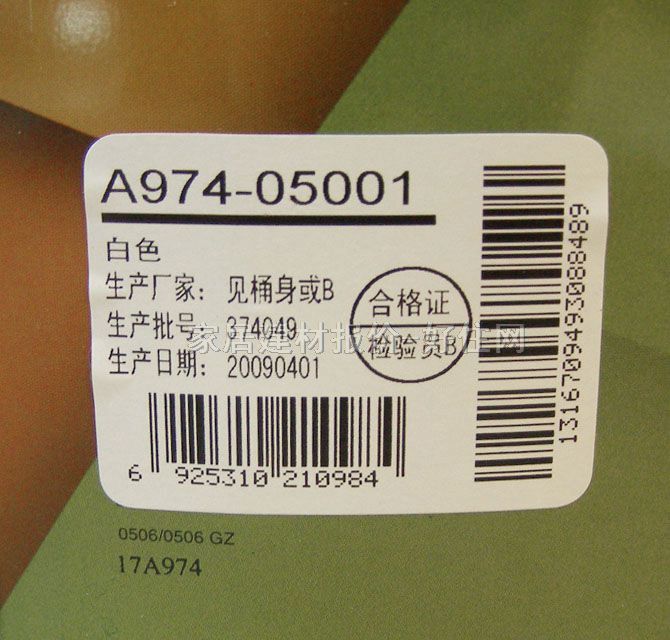 A974-05001
白色
生产厂家：见桶身或B
生产批号：374049
生产日期：20090401
合格证
检验员B
6 925310 210984
1316709493088489
家居建材报价
在网
0506/0506 GZ
17A974